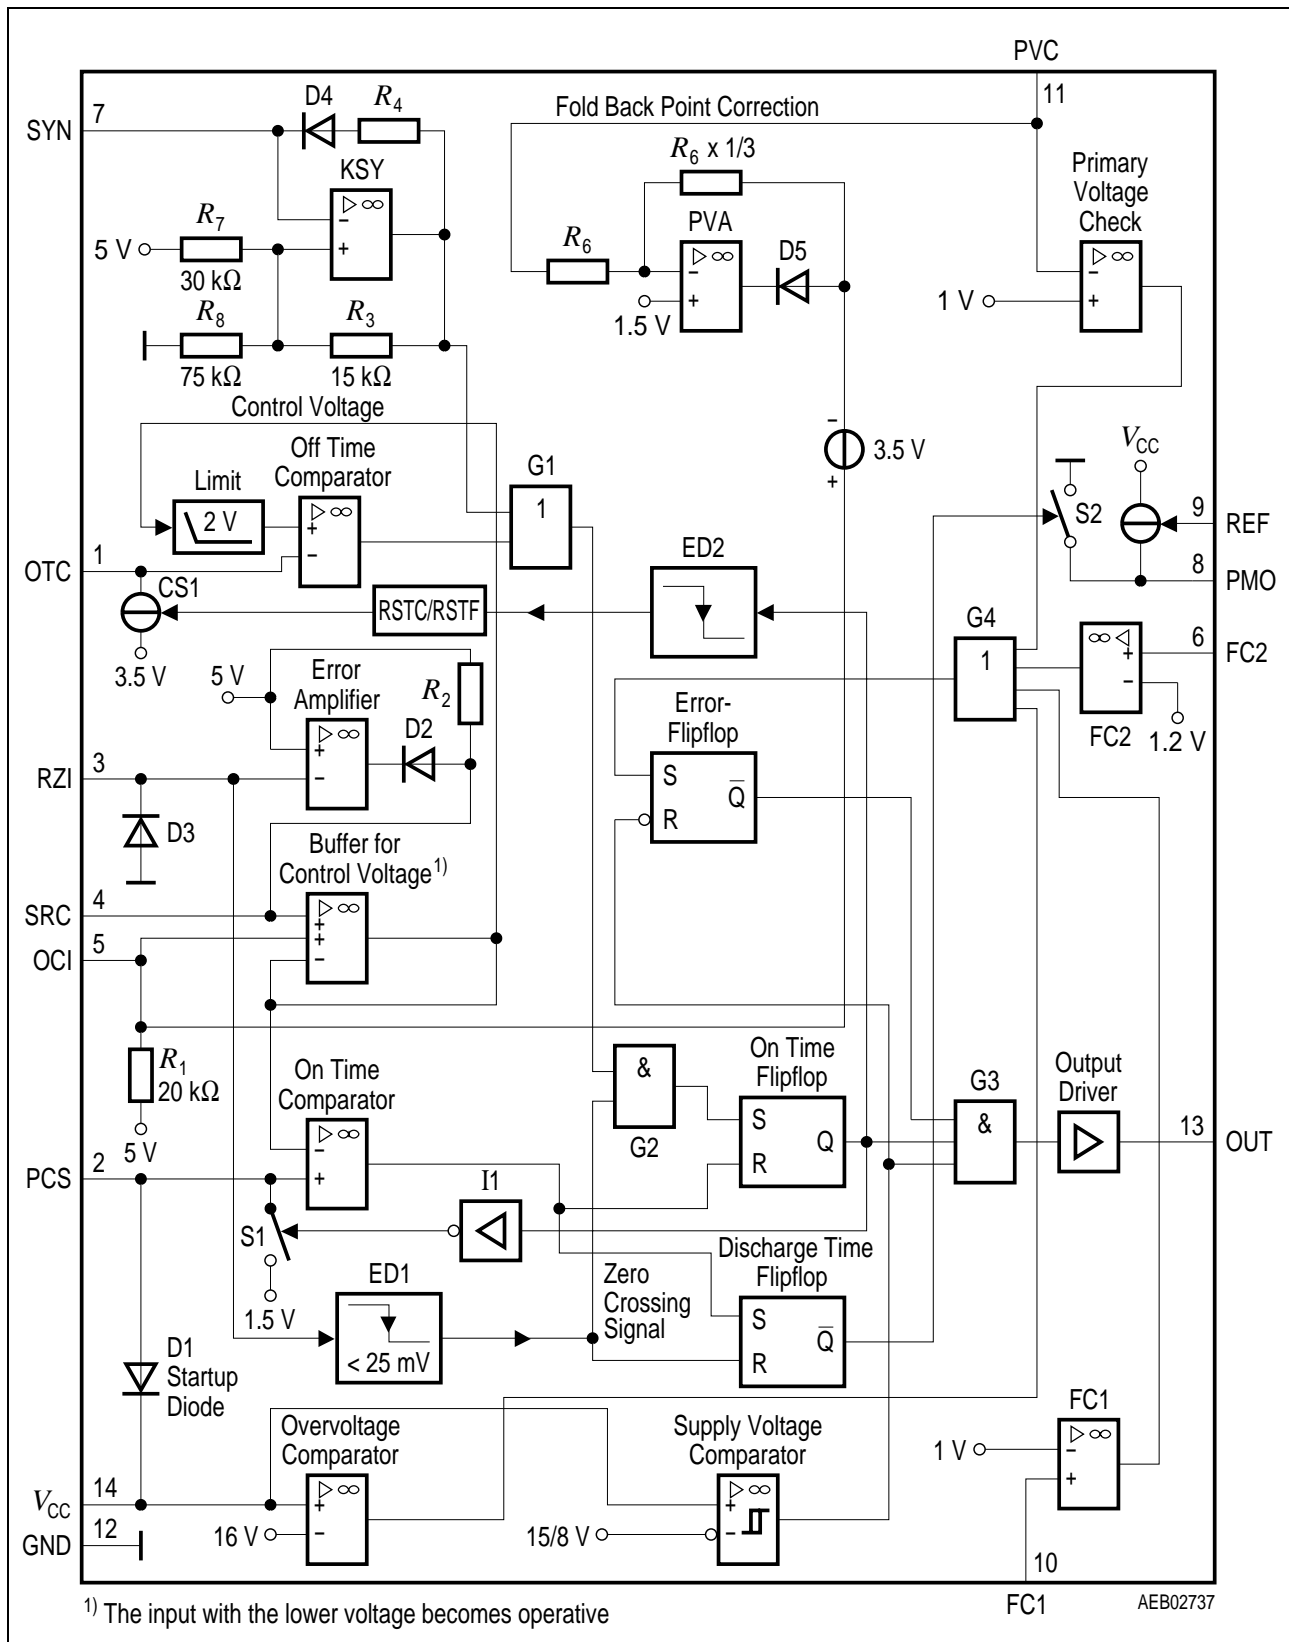 PVC
11
7
SYN
D4
R4
Fold Back Point Correction
R6 x 1/3
Primary
Voltage
Check
KSY
▷ ∞
−
+
R7
5 V
30 kΩ
R8
75 kΩ
R3
15 kΩ
R6
PVA
▷ ∞
−
+
1.5 V
D5
▷ ∞
−
+
1 V
Control Voltage
Off Time
Comparator
Limit
2 V
▷ ∞
+
−
G1
1
−
3.5 V
+
VCC
S2
9
REF
8
PMO
1
OTC
CS1
3.5 V
RSTC/RSTF
ED2
G4
1
∞ ◁
+
−
6
FC2
FC2
1.2 V
5 V
Error
Amplifier
▷ ∞
+
−
R2
D2
Error-
Flipflop
S
R
Q
3
RZI
D3
Buffer for
Control Voltage1)
▷ ∞
+
+
−
4
SRC
5
OCI
R1
20 kΩ
5 V
On Time
Comparator
▷ ∞
−
+
&
G2
On Time
Flipflop
S
R
Q
G3
&
Output
Driver
▷
13
OUT
2
PCS
S1
1.5 V
I1
ED1
< 25 mV
Zero
Crossing
Signal
Discharge Time
Flipflop
S
R
Q
D1
Startup
Diode
Overvoltage
Comparator
▷ ∞
+
−
16 V
Supply Voltage
Comparator
▷ ∞
+
−
15/8 V
FC1
▷ ∞
−
+
1 V
14
VCC
12
GND
10
FC1
1) The input with the lower voltage becomes operative
AEB02737